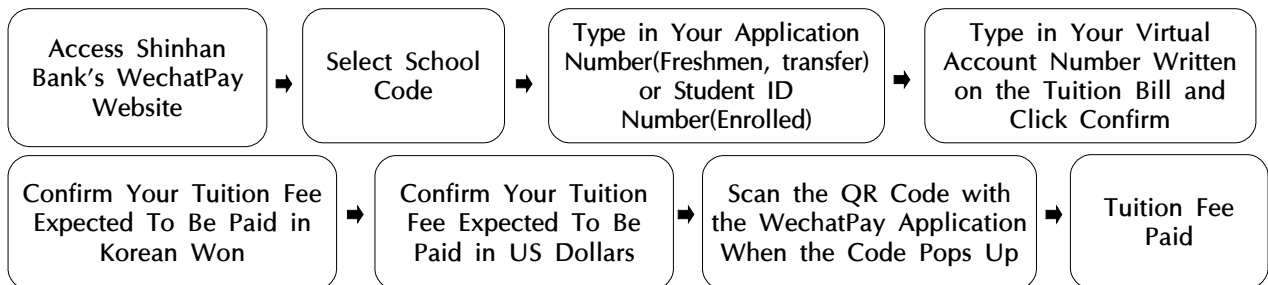 Access Shinhan
Bank's WechatPay
Website
Select School
Code
Type in Your Application
Number(Freshmen, transfer)
or Student ID
Number(Enrolled)
Type in Your Virtual
Account Number Written
on the Tuition Bill and
Click Confirm
Confirm Your Tuition Fee
Expected To Be Paid in
Korean Won
Confirm Your Tuition
Fee Expected To Be
Paid in US Dollars
Scan the QR Code with
the WechatPay Application
When the Code Pops Up
Tuition Fee
Paid